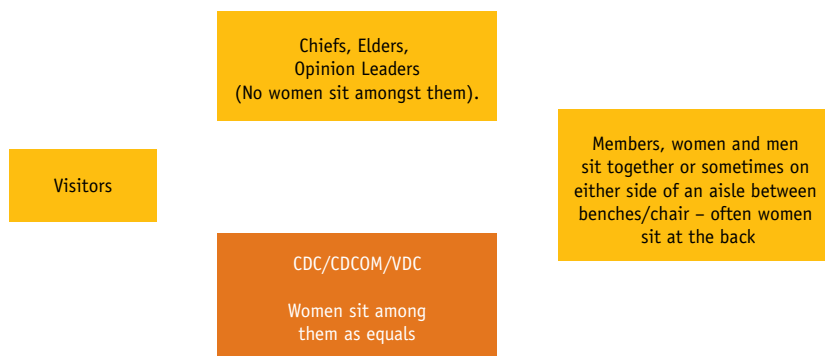 Chiefs, Elders,
Opinion Leaders
(No women sit amongst them).
Visitors
Members, women and men
sit together or sometimes on
either side of an aisle between
benches/chair – often women
sit at the back
CDC/CDCOM/VDC
Women sit among
them as equals